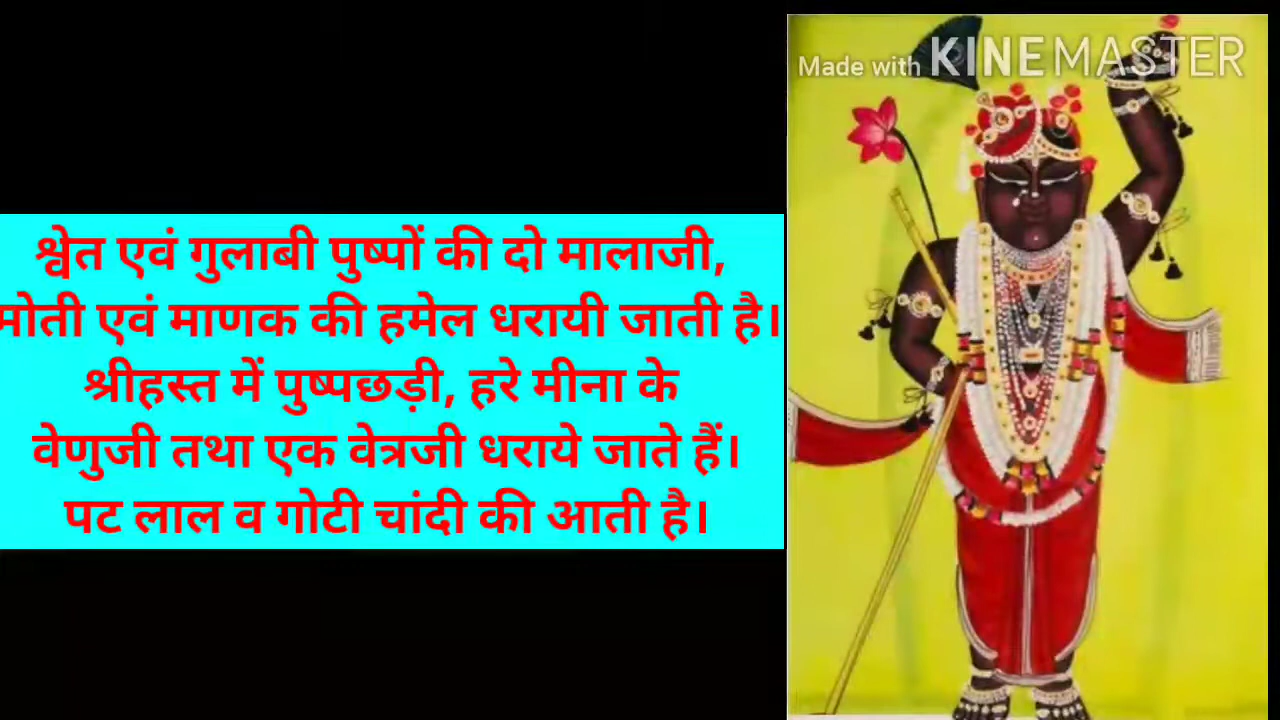 श्वेत एवं गुलाबी पुष्पों की दो मालाजी,
मोती एवं माणक की हमेल धरायी जाती है।
श्रीहस्त में पुष्पछड़ी, हरे मीना के
वेणुजी तथा एक वेत्रजी धराये जाते हैं।
पट लाल व गोटी चांदी की आती है।
Made with KINEMASTER